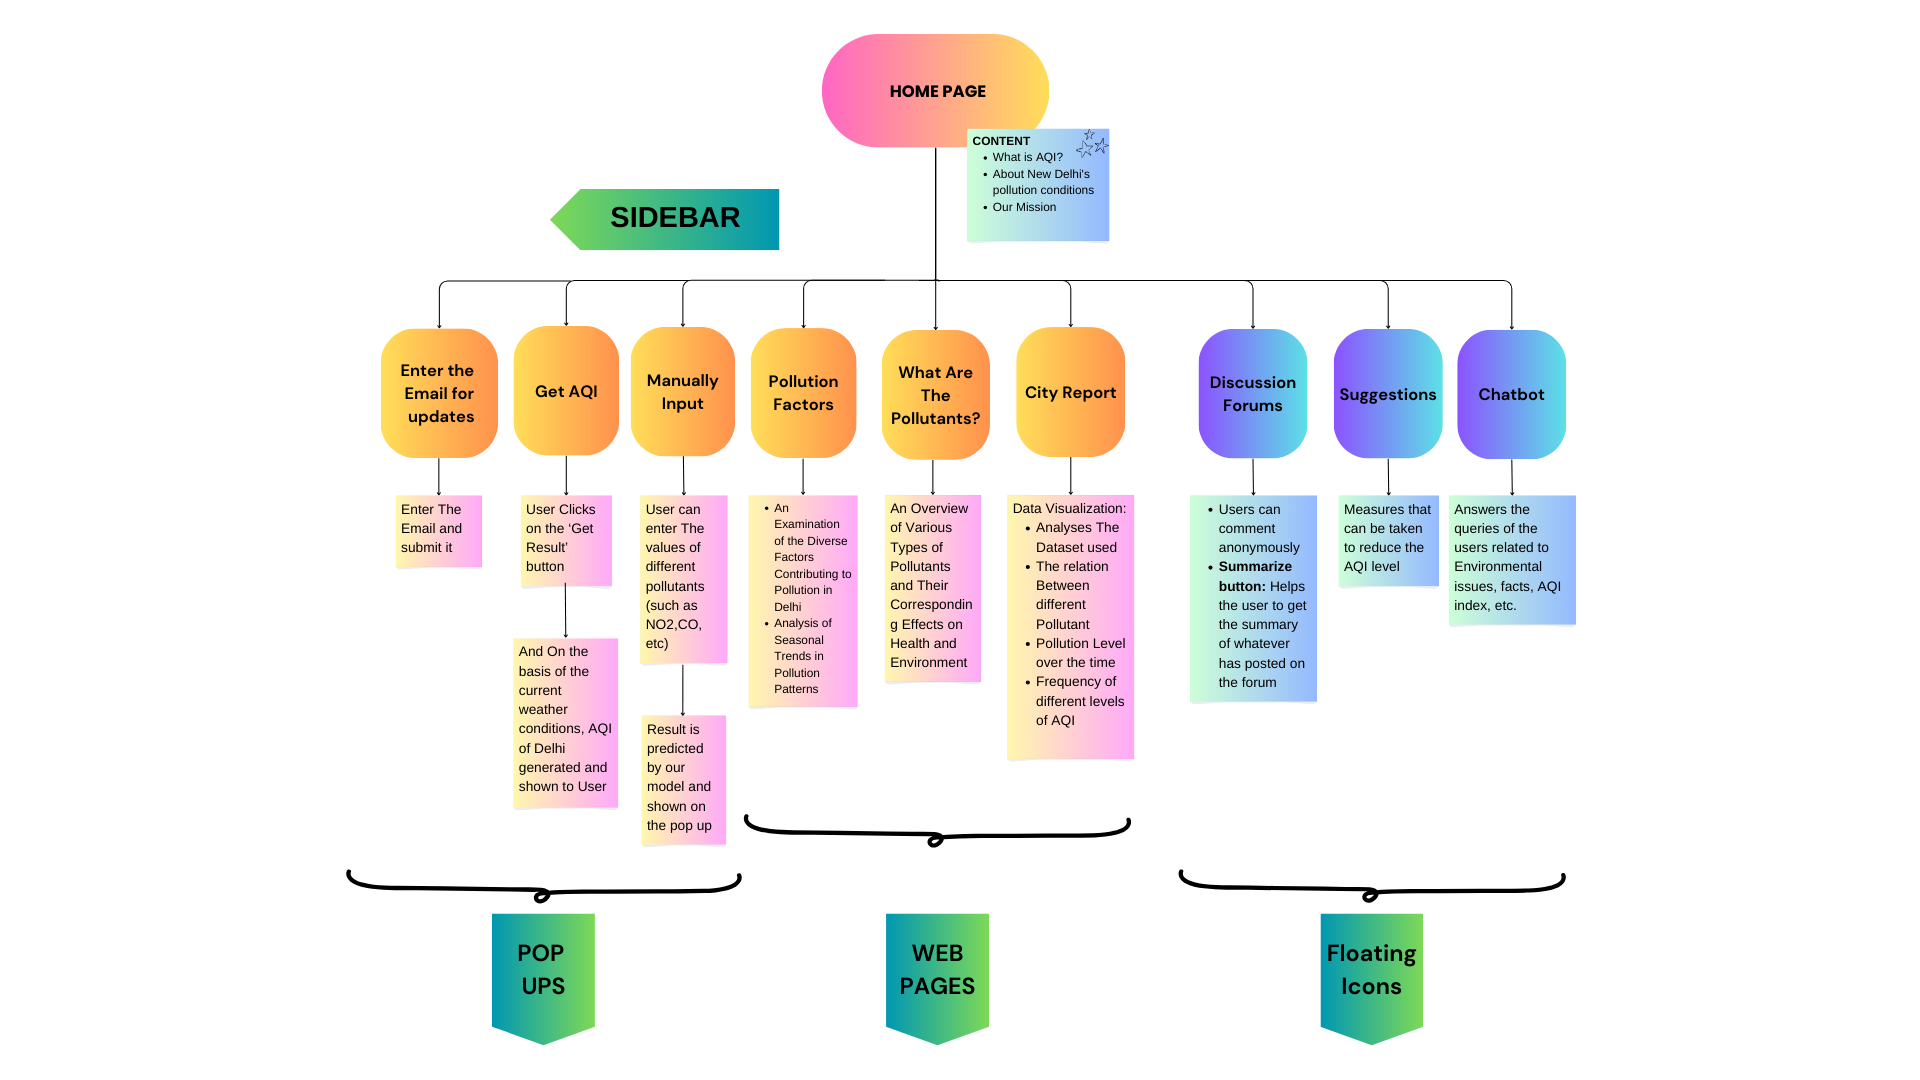 HOME PAGE
CONTENT
• What is AQI?
• About New Delhi's
pollution conditions
• Our Mission
SIDEBAR
Enter the
Email for
updates
Get AQI
Manually
Input
Pollution
Factors
What Are
The
Pollutants?
City Report
Discussion
Forums
Suggestions
Chatbot
Enter The
Email and
submit it
User Clicks
on the ‘Get
Result’
button
And On the
basis of the
current
weather
conditions, AQI
of Delhi
generated and
shown to User
User can
enter The
values of
different
pollutants
(such as
NO2,CO,
etc)
Result is
predicted
by our
model and
shown on
the pop up
• An
Examination
of the Diverse
Factors
Contributing to
Pollution in
Delhi
• Analysis of
Seasonal
Trends in
Pollution
Patterns
An Overview
of Various
Types of
Pollutants
and Their
Correspondin
g Effects on
Health and
Environment
Data Visualization:
• Analyses The
Dataset used
• The relation
Between
different
Pollutant
• Pollution Level
over the time
• Frequency of
different levels
of AQI
• Users can
comment
anonymously
• Summarize
button: Helps
the user to get
the summary
of whatever
has posted on
the forum
Measures that
can be taken
to reduce the
AQI level
Answers the
queries of the
users related to
Environmental
issues, facts, AQI
index, etc.
POP
UPS
WEB
PAGES
Floating
Icons